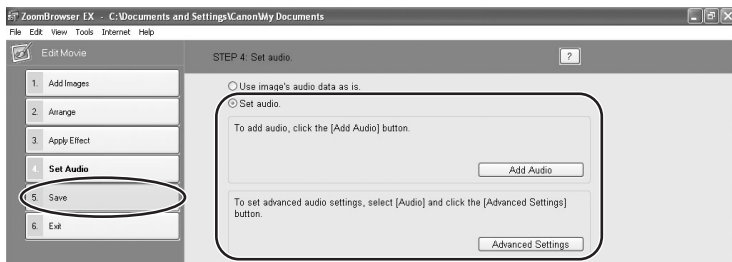 ZoomBrowser EX - C:\Documents and Settings\Canon\My Documents
File Edit View Tools Internet Help
Edit Movie
STEP 4: Set audio.
?
1. Add Images
2. Arrange
3. Apply Effect
4. Set Audio
5. Save
6. Exit
Use image's audio data as is.
Set audio.
To add audio, click the [Add Audio] button.
Add Audio
To set advanced audio settings, select [Audio] and click the [Advanced Settings]
button.
Advanced Settings